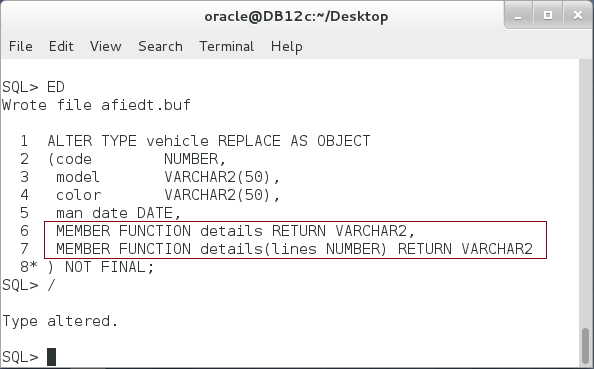 oracle@DB12c:~/Desktop
File Edit View Search Terminal Help
SQL> ED
Wrote file afiedt.buf
1 ALTER TYPE vehicle REPLACE AS OBJECT
2 (code NUMBER,
3 model VARCHAR2(50),
4 color VARCHAR2(50),
5 man date DATE,
6 MEMBER FUNCTION details RETURN VARCHAR2,
7 MEMBER FUNCTION details(lines NUMBER) RETURN VARCHAR2
8* ) NOT FINAL;
SQL> /
Type altered.
SQL>